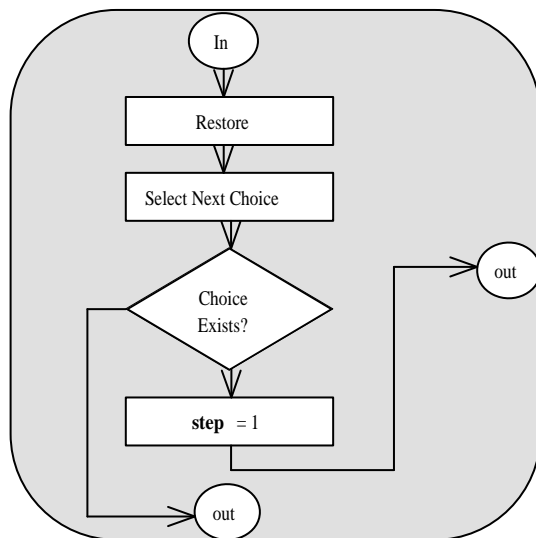 In
Restore
Select Next Choice
Choice
Exists?
out
step = 1
out